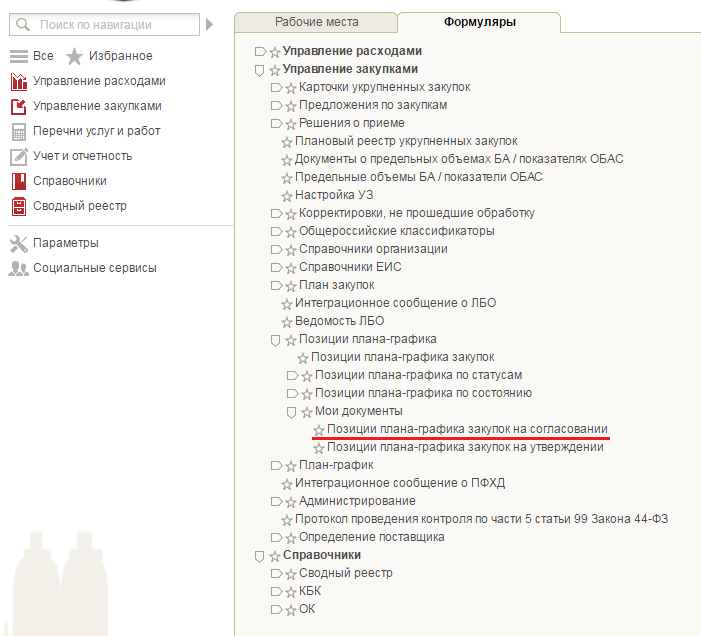 Поиск по навигации
Все Избранное
Управление расходами
Управление закупками
Перечни услуг и работ
Учет и отчетность
Справочники
Сводный реестр
Параметры
Социальные сервисы
Рабочие места Формуляры
Управление расходами
Управление закупками
Карточки укрупненных закупок
Предложения по закупкам
Решения о приеме
Плановый реестр укрупненных закупок
Документы о предельных объемах БА / показателях ОБАС
Предельные объемы БА / показатели ОБАС
Настройка УЗ
Корректировки, не прошедшие обработку
Общероссийские классификаторы
Справочники организации
Справочники ЕИС
План закупок
Интеграционное сообщение о ЛБО
Ведомость ЛБО
Позиции плана-графика
Позиции плана-графика закупок
Позиции плана-графика по статусам
Позиции плана-графика по состоянию
Мои документы
Позиции плана-графика закупок на согласовании
Позиции плана-графика закупок на утверждении
План-график
Интеграционное сообщение о ПФХД
Администрирование
Протокол проведения контроля по части 5 статьи 99 Закона 44-ФЗ
Определение поставщика
Справочники
Сводный реестр
КБК
ОК